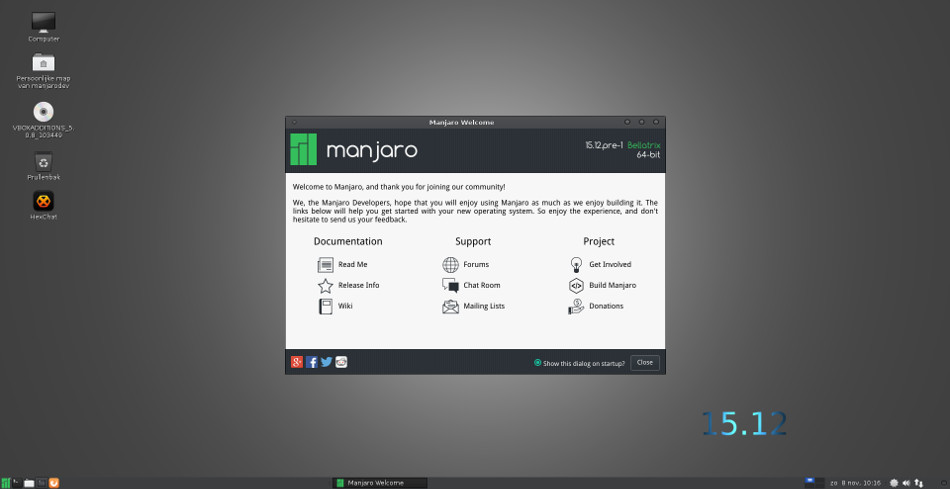 Computer
Persoonlijke map
van manjarodev
VBOXADDITIONS_5.
0.8_103449
Prullenbak
HexChat
Manjaro Welcome
manjaro
15.12.pre-1 Bellatrix
64-bit
Welcome to Manjaro, and thank you for joining our community!
We, the Manjaro Developers, hope that you will enjoy using Manjaro as much as we enjoy building it. The
links below will help you get started with your new operating system. So enjoy the experience, and don't
hesitate to send us your feedback.
Documentation
Read Me
Release Info
Wiki
Support
Forums
Chat Room
Mailing Lists
Project
Get Involved
Build Manjaro
Donations
Show this dialog on startup?
Close
15.12
Manjaro Welcome
zo 8 nov, 10:16